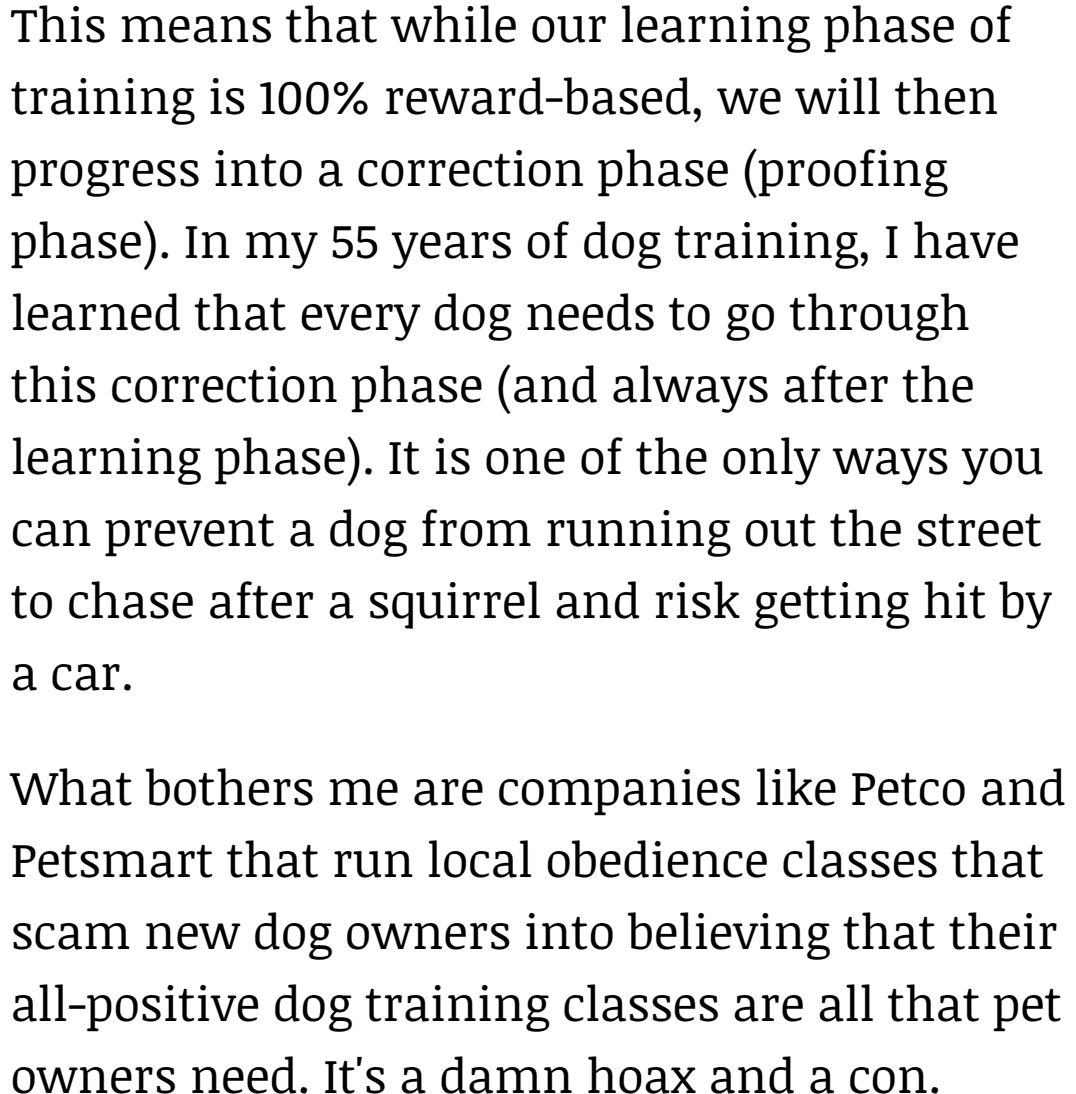 This means that while our learning phase of
training is 100% reward-based, we will then
progress into a correction phase (proofing
phase). In my 55 years of dog training, I have
learned that every dog needs to go through
this correction phase (and always after the
learning phase). It is one of the only ways you
can prevent a dog from running out the street
to chase after a squirrel and risk getting hit by
a car.
What bothers me are companies like Petco and
Petsmart that run local obedience classes that
scam new dog owners into believing that their
all-positive dog training classes are all that pet
owners need. It's a damn hoax and a con.